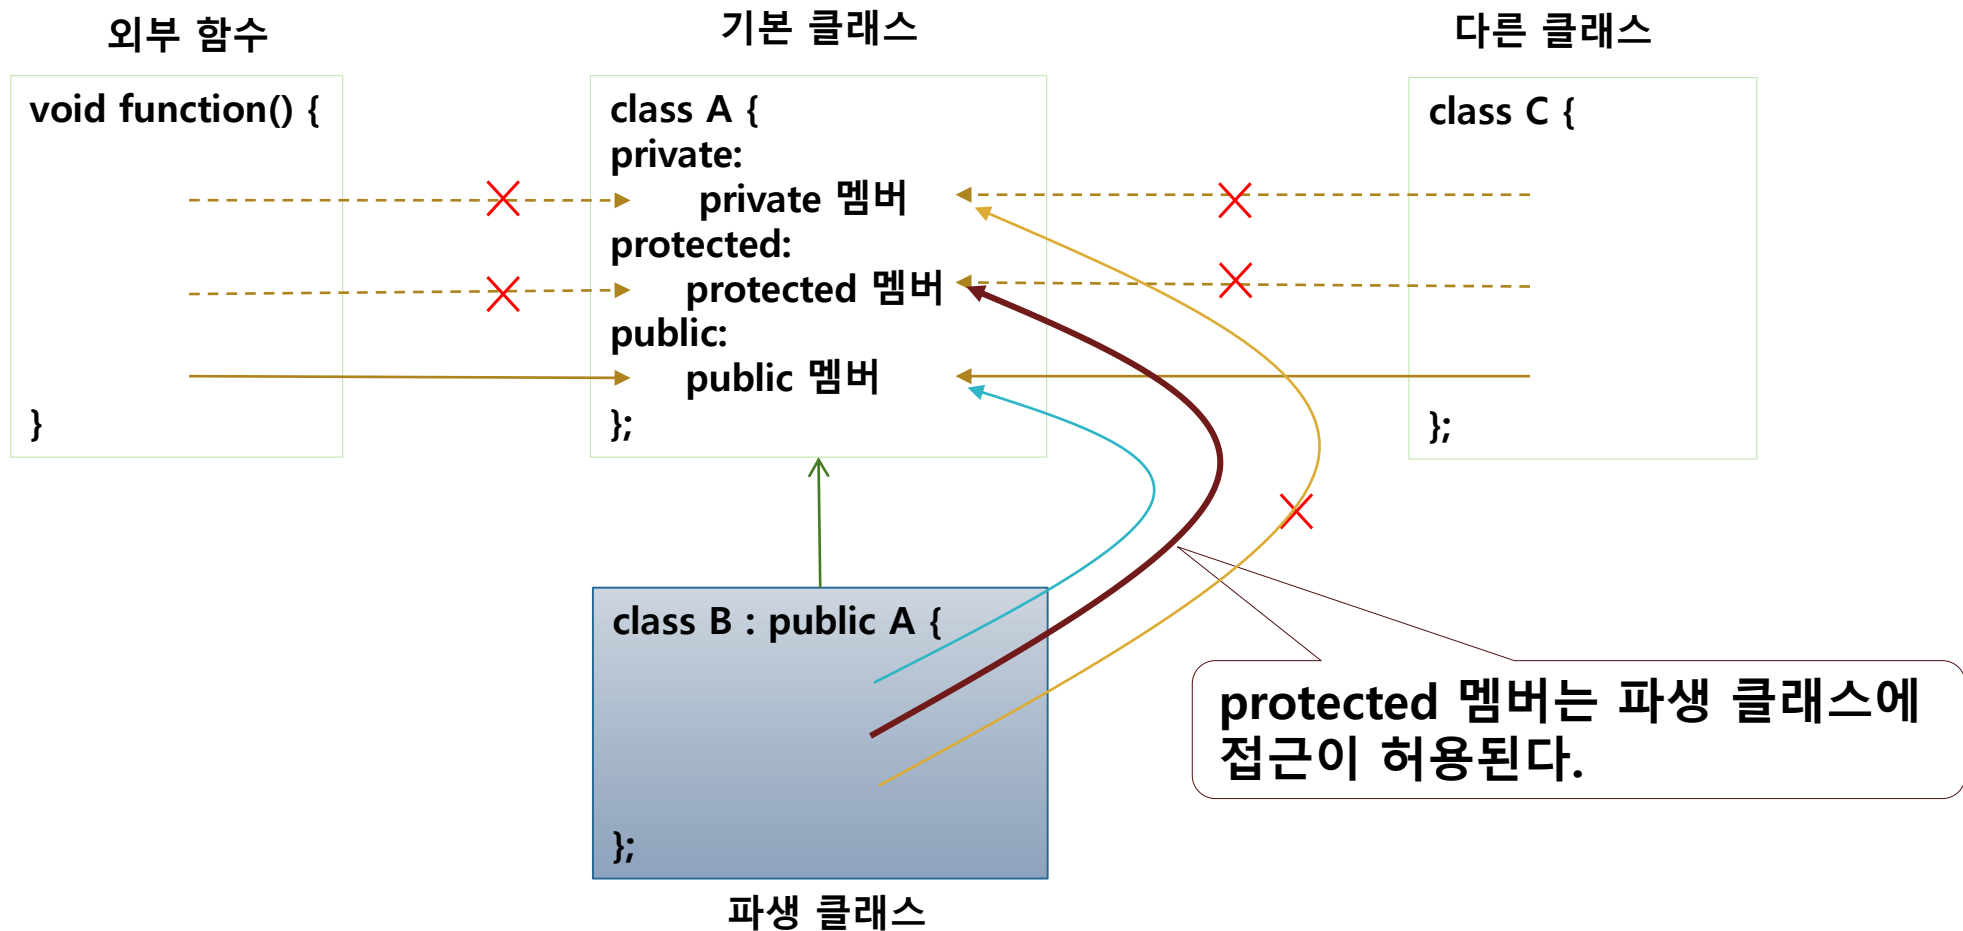 외부 함수
기본 클래스
다른 클래스
void function() {
}
class A {
private:
private 멤버
protected:
protected 멤버
public:
public 멤버
};
class C {
};
class B : public A {
};
파생 클래스
protected 멤버는 파생 클래스에
접근이 허용된다.